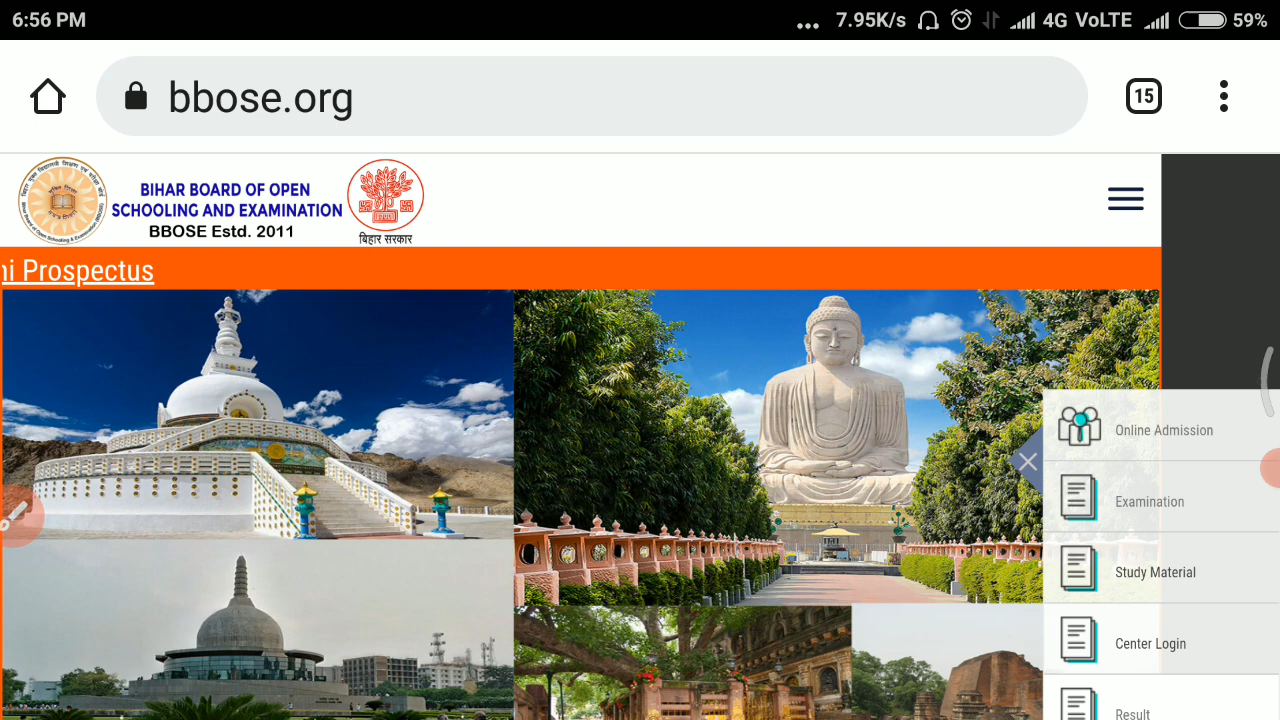 6:56 PM
... 7.95K/s 4G VoLTE 59%
bbose.org
15
BIHAR BOARD OF OPEN
SCHOOLING AND EXAMINATION
BBOSE Estd. 2011
बिहार सरकार
ni Prospectus
Online Admission
Examination
Study Material
Center Login
Result